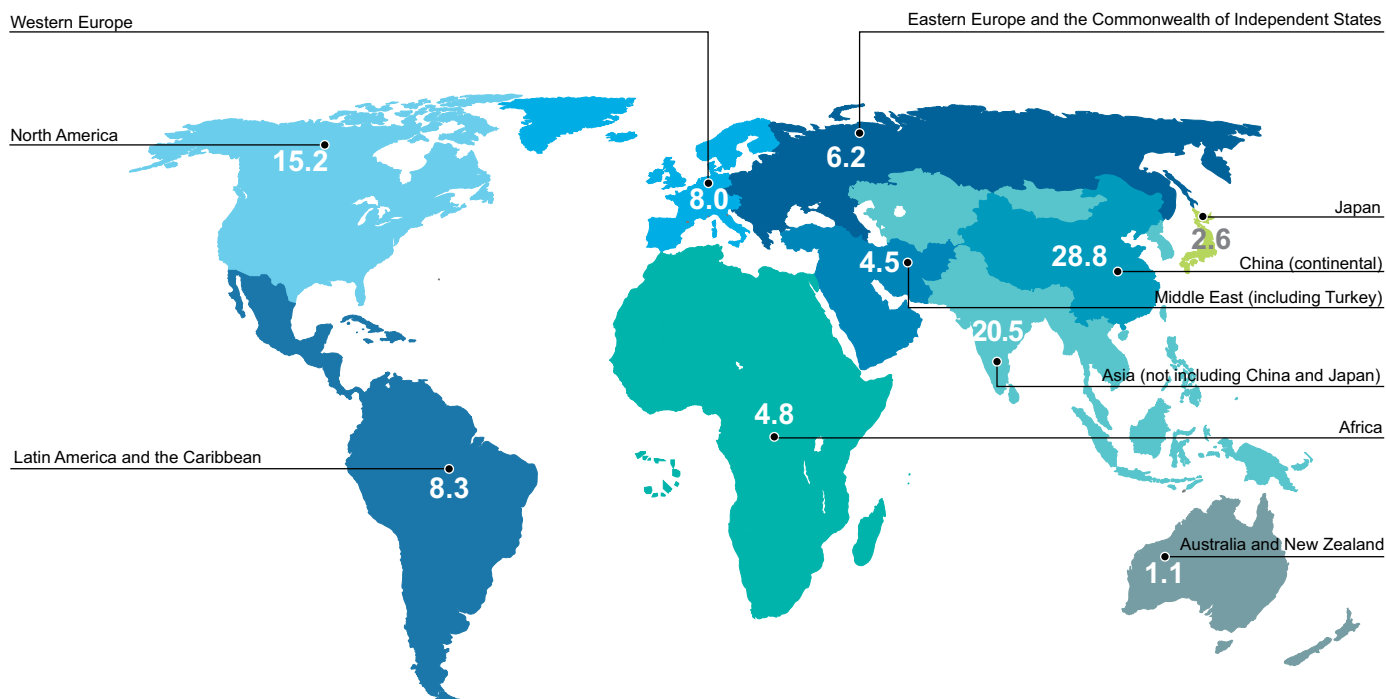 Western Europe
Eastern Europe and the Commonwealth of Independent States
North America
15.2
6.2
8.0
Japan
2.6
4.5
28.8
China (continental)
Middle East (including Turkey)
20.5
Asia (not including China and Japan)
4.8
Africa
Latin America and the Caribbean
8.3
Australia and New Zealand
1.1